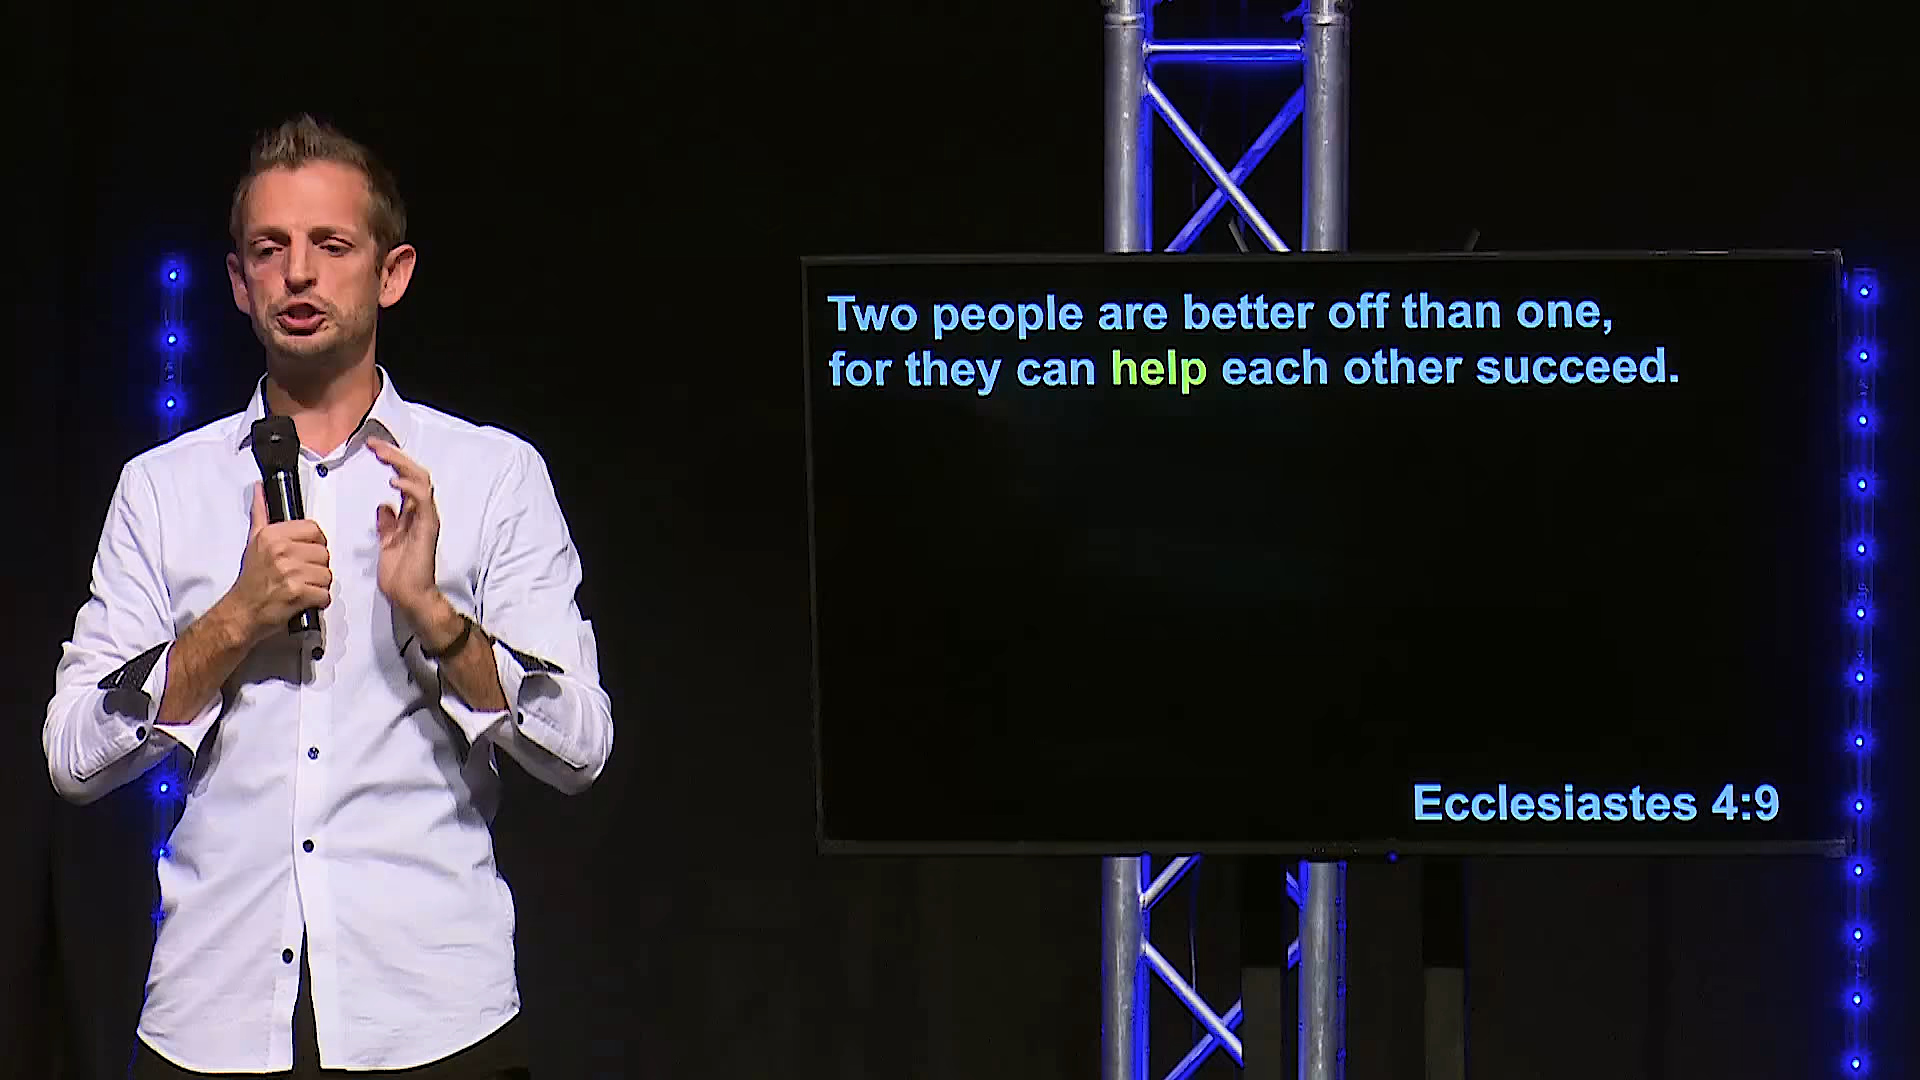 Two people are better off than one,
for they can help each other succeed.
Ecclesiastes 4:9